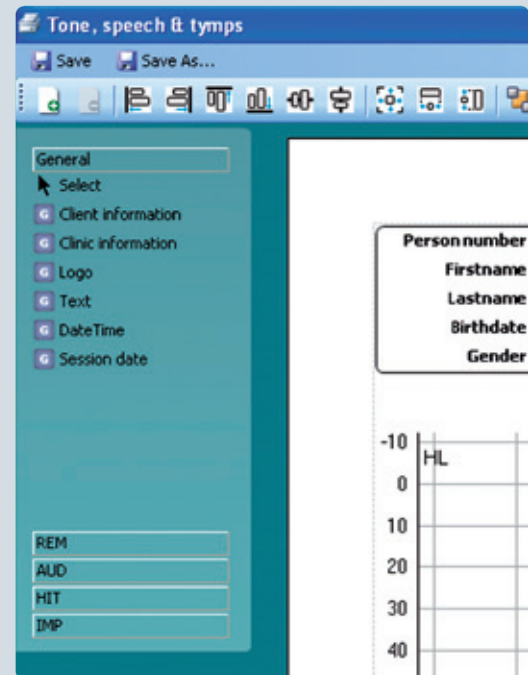 Tone, speech & tymps
Save Save As...
General
Select
G Client information
G Clinic information
G Logo
G Text
G DateTime
G Session date
REM
AUD
HIT
IMP
Person number
Firstname
Lastname
Birthdate
Gender
-10
HL
0
10
20
30
40